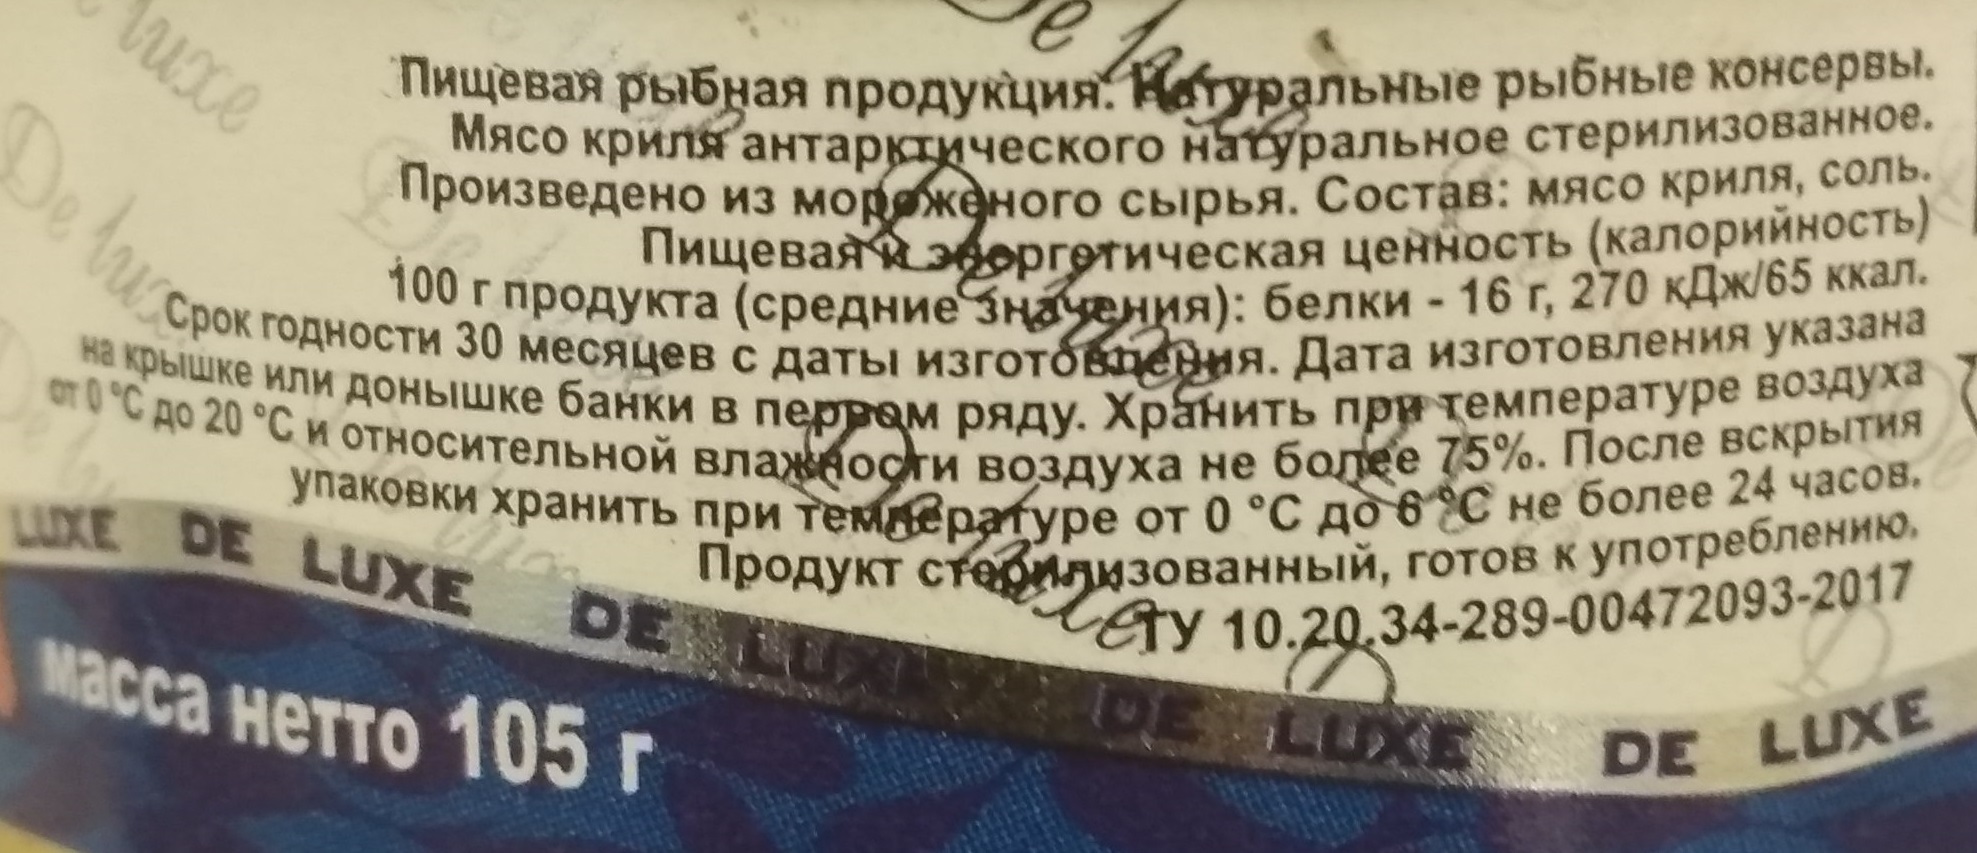 De luxe
Пищевая рыбная продукция. Натуральные рыбные консервы.
Мясо криля антарктического натуральное стерилизованное.
Произведено из мороженого сырья. Состав: мясо криля, соль.
Пищевая и энергетическая ценность (калорийность)
100 г продукта (средние значения): белки - 16 г, 270 кДж/65 ккал.
Срок годности 30 месяцев с даты изготовления. Дата изготовления указана
на крышке или донышке банки в первом ряду. Хранить при температуре воздуха
от 0 °С до 20 °С и относительной влажности воздуха не более 75%. После вскрытия
упаковки хранить при температуре от 0 °С до 6 °С не более 24 часов.
Продукт стерилизованный, готов к употреблению.
ТУ 10.20.34-289-00472093-2017
LUXE DE LUXE DE LUXE DE LUXE DE LUXE
масса нетто 105 г